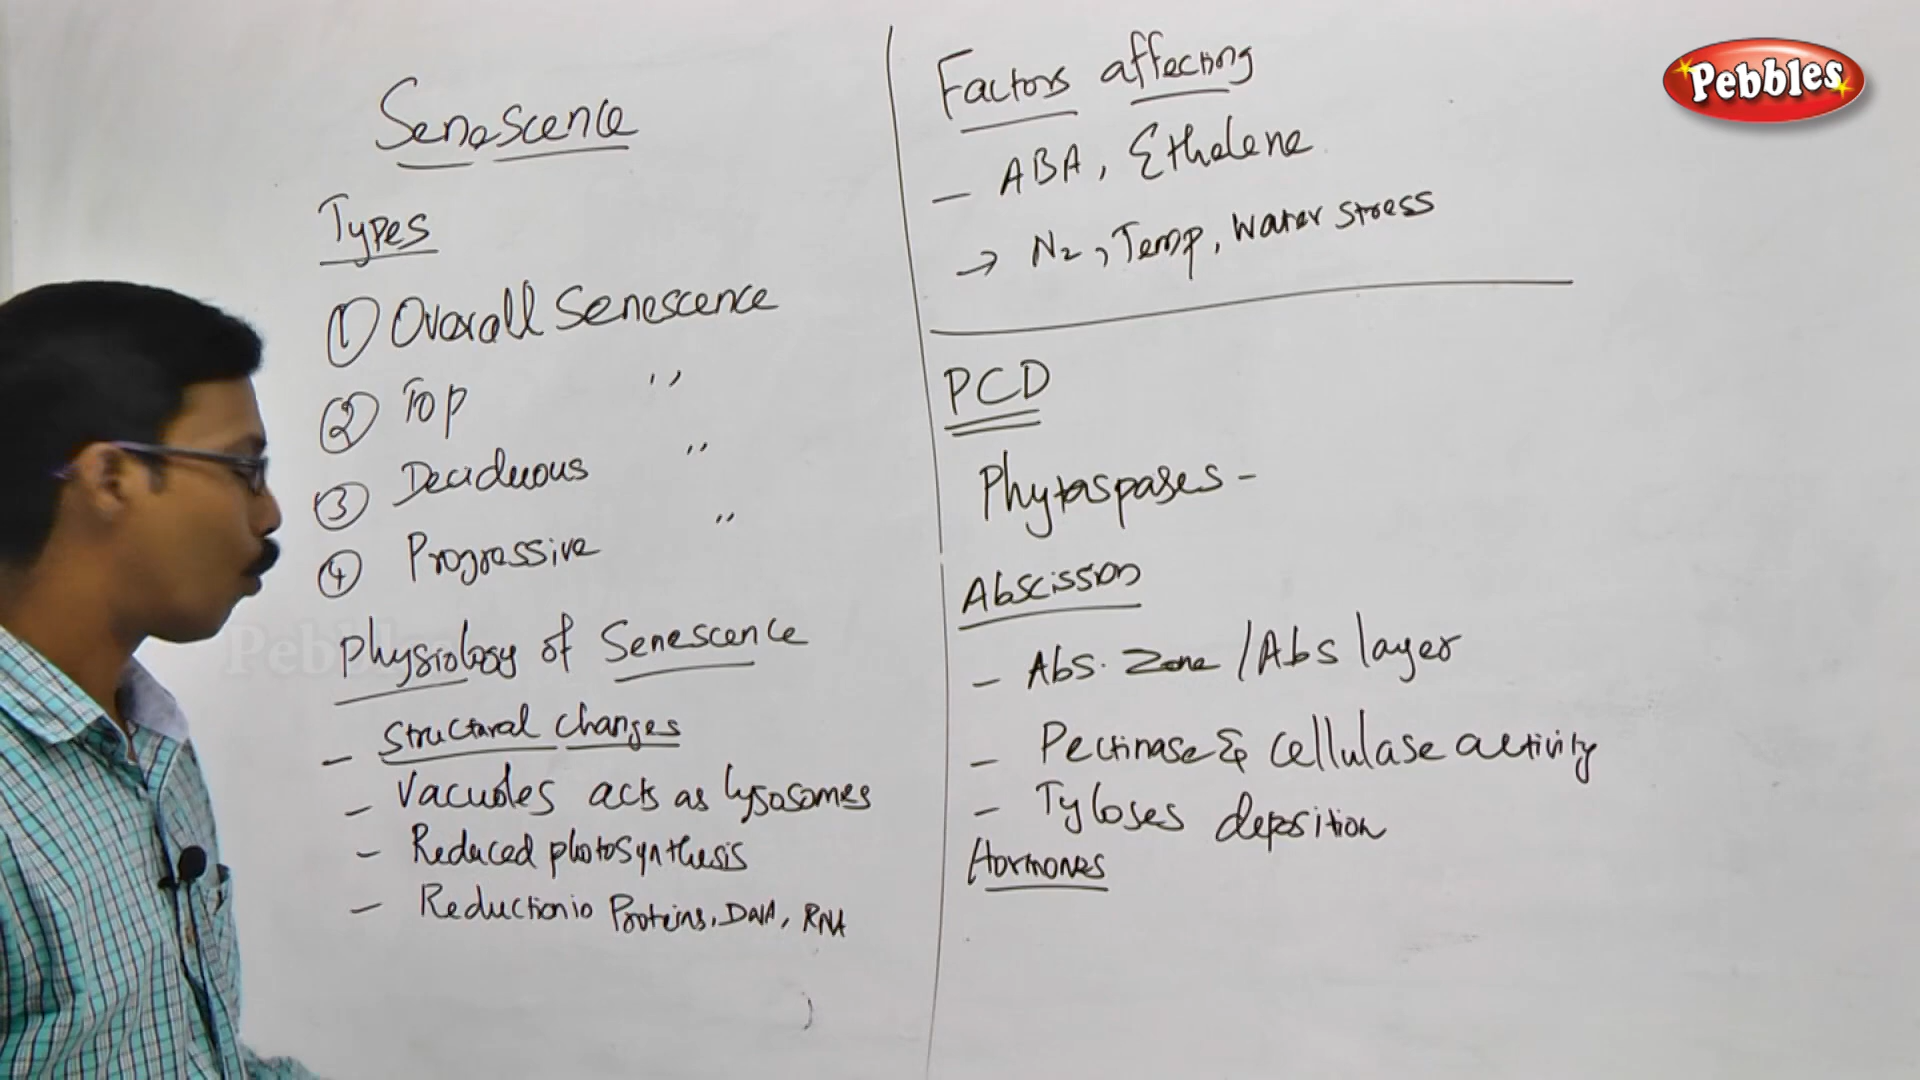 Senescence
Types
① Overall Senescence
② Top 〃
③ Deciduous 〃
④ Progressive 〃
Physiology of Senescence
- Structural changes
- Vacuoles acts as lysosomes
- Reduced photosynthesis
- Reduction in Proteins, DNA, RNA
Factors affecting
- ABA, Ethelene
→ N2, Temp, Water stress
PCD
Phytaspases -
Abscission
- Abs. Zone / Abs layer
- Pectinase & cellulase activity
- Tyloses deposition
Hormones
Pebbles
Pebbles